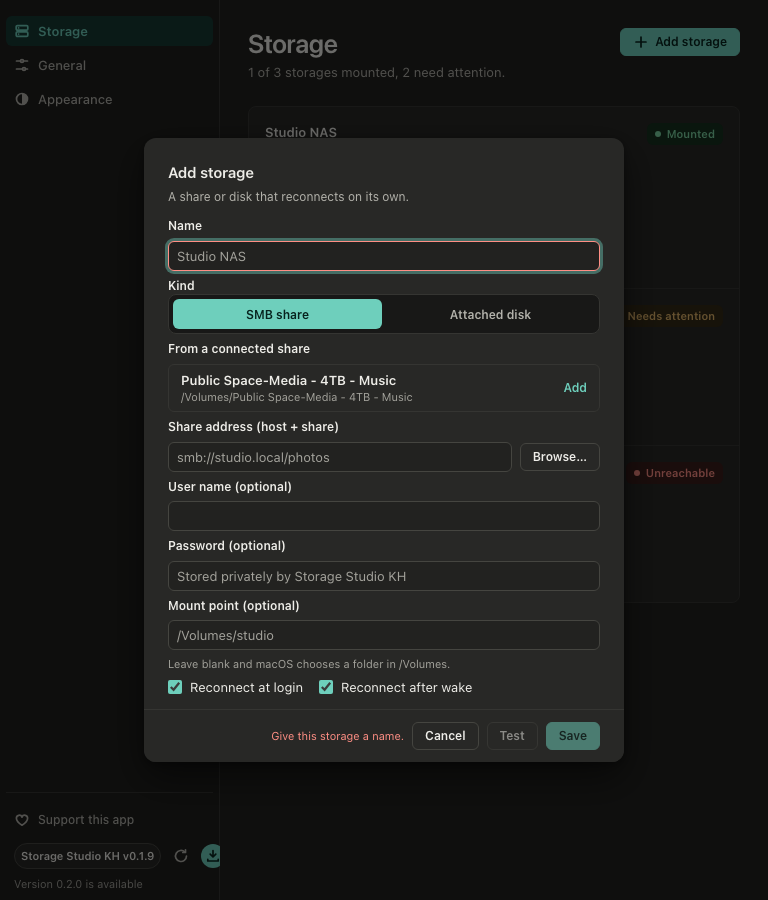 Storage
General
Appearance
Storage
1 of 3 storages mounted, 2 need attention.
Add storage
Studio NAS
Mounted
Needs attention
Unreachable
Add storage
A share or disk that reconnects on its own.
Name
Studio NAS
Kind
SMB share
Attached disk
From a connected share
Public Space-Media - 4TB - Music
/Volumes/Public Space-Media - 4TB - Music
Add
Share address (host + share)
smb://studio.local/photos
Browse...
User name (optional)
Password (optional)
Stored privately by Storage Studio KH
Mount point (optional)
/Volumes/studio
Leave blank and macOS chooses a folder in /Volumes.
Reconnect at login
Reconnect after wake
Give this storage a name.
Cancel
Test
Save
Support this app
Storage Studio KH v0.1.9
Version 0.2.0 is available